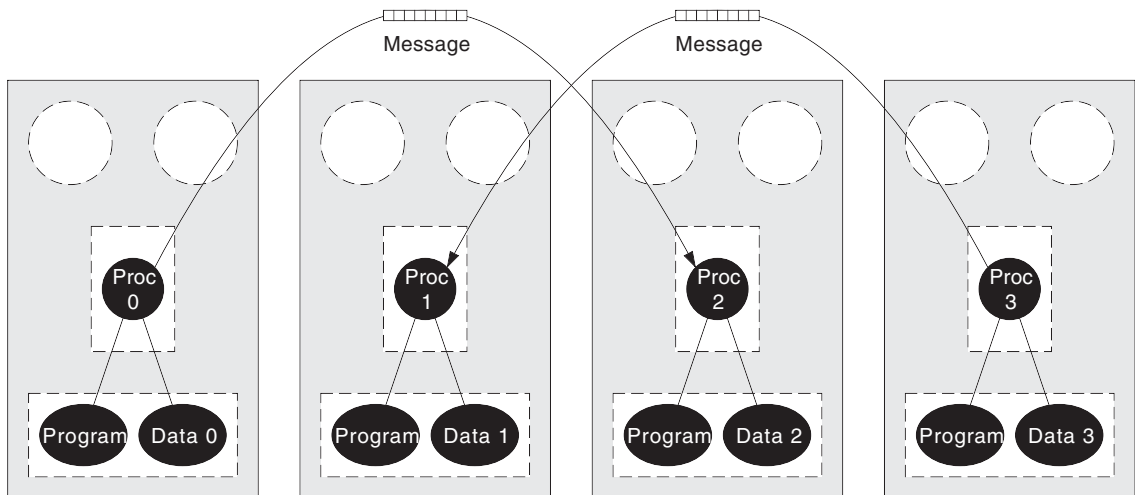 Message
Message
Proc
0
Proc
1
Proc
2
Proc
3
Program
Data 0
Program
Data 1
Program
Data 2
Program
Data 3